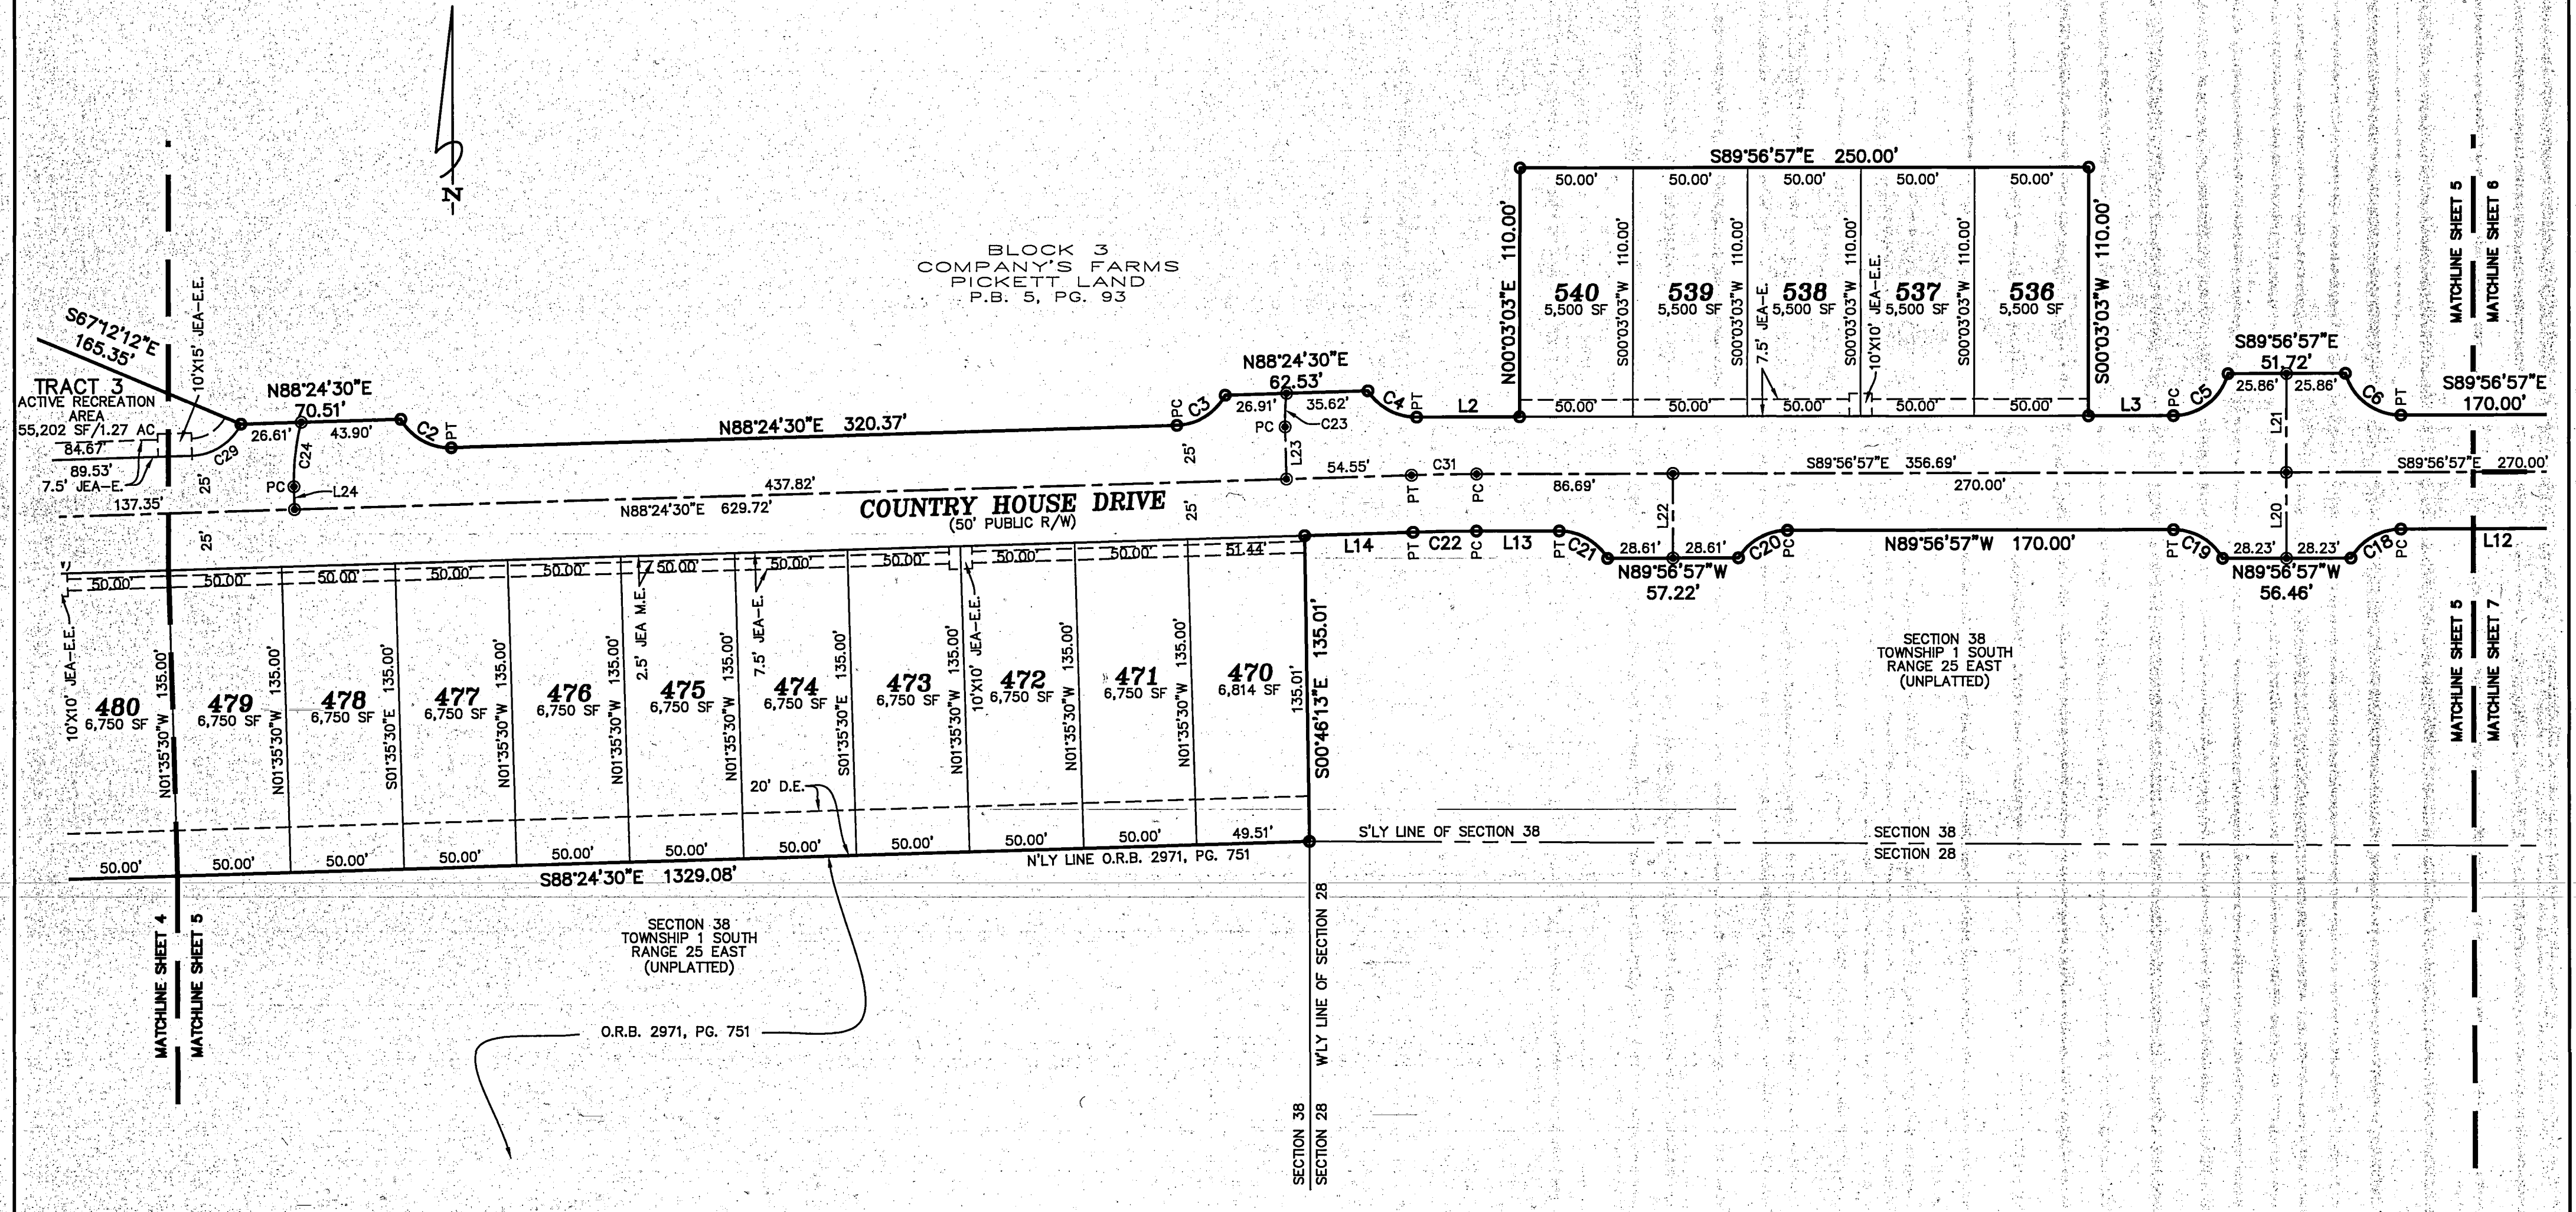 N
BLOCK 3
COMPANY'S FARMS
PICKETT LAND
P.B. 5, PG. 93
S67°12'12"E
165.35'
10'X15' JEA-E.E.
TRACT 3
ACTIVE RECREATION
AREA
55,202 SF/1.27 AC
84.67'
89.53'
7.5' JEA-E.
137.35'
C29
25'
25'
N88°24'30"E
70.51'
26.61'
43.90'
C24
PC
L24
C2
PT
N88°24'30"E 320.37'
PC
C3
25'
N88°24'30"E
62.53'
26.91'
35.62'
PC
C23
L23
C4
PT
L2
N00°03'03"E 110.00'
S89°56'57"E 250.00'
50.00'
50.00'
50.00'
50.00'
50.00'
540
5,500 SF
S00°03'03"W 110.00'
539
5,500 SF
S00°03'03"W 110.00'
7.5' JEA-E.
538
5,500 SF
S00°03'03"W 110.00'
10'X10' JEA-E.E.
537
5,500 SF
S00°03'03"W 110.00'
536
5,500 SF
50.00'
50.00'
50.00'
50.00'
50.00'
S00°03'03"W 110.00'
L3
PC
C5
S89°56'57"E
51.72'
25.86'
25.86'
L21
C6
PT
S89°56'57"E
170.00'
MATCHLINE SHEET 5
MATCHLINE SHEET 6
437.82'
N88°24'30"E 629.72'
COUNTRY HOUSE DRIVE
(50' PUBLIC R/W)
25'
54.55'
PT
C31
PC
86.69'
S89°56'57"E 356.69'
270.00'
S89°56'57"E 270.00'
L22
L20
L14
PT
C22
PC
L13
PT
C21
28.61'
28.61'
N89°56'57"W
57.22'
C20
PC
N89°56'57"W 170.00'
PT
C19
28.23'
28.23'
N89°56'57"W
56.46'
C18
PC
L12
50.00'
50.00'
50.00'
50.00'
50.00'
50.00'
50.00'
50.00'
50.00'
50.00'
51.44'
10'X10' JEA-E.E.
480
6,750 SF
N01°35'30"W 135.00'
479
6,750 SF
N01°35'30"W 135.00'
478
6,750 SF
S01°35'30"E 135.00'
477
6,750 SF
N01°35'30"W 135.00'
476
6,750 SF
N01°35'30"W 135.00'
2.5' JEA M.E.
475
6,750 SF
N01°35'30"W 135.00'
7.5' JEA-E.
474
6,750 SF
S01°35'30"E 135.00'
473
6,750 SF
N01°35'30"W 135.00'
10'X10' JEA-E.E.
472
6,750 SF
N01°35'30"W 135.00'
471
6,750 SF
N01°35'30"W 135.00'
470
6,814 SF
135.01'
S00°46'13"E 135.01'
SECTION 38
TOWNSHIP 1 SOUTH
RANGE 25 EAST
(UNPLATTED)
MATCHLINE SHEET 5
MATCHLINE SHEET 7
20' D.E.
50.00'
50.00'
50.00'
50.00'
50.00'
50.00'
50.00'
50.00'
50.00'
50.00'
49.51'
S88°24'30"E 1329.08'
N'LY LINE O.R.B. 2971, PG. 751
S'LY LINE OF SECTION 38
SECTION 38
SECTION 28
MATCHLINE SHEET 4
MATCHLINE SHEET 5
SECTION 38
TOWNSHIP 1 SOUTH
RANGE 25 EAST
(UNPLATTED)
O.R.B. 2971, PG. 751
W'LY LINE OF SECTION 28
SECTION 38
SECTION 28